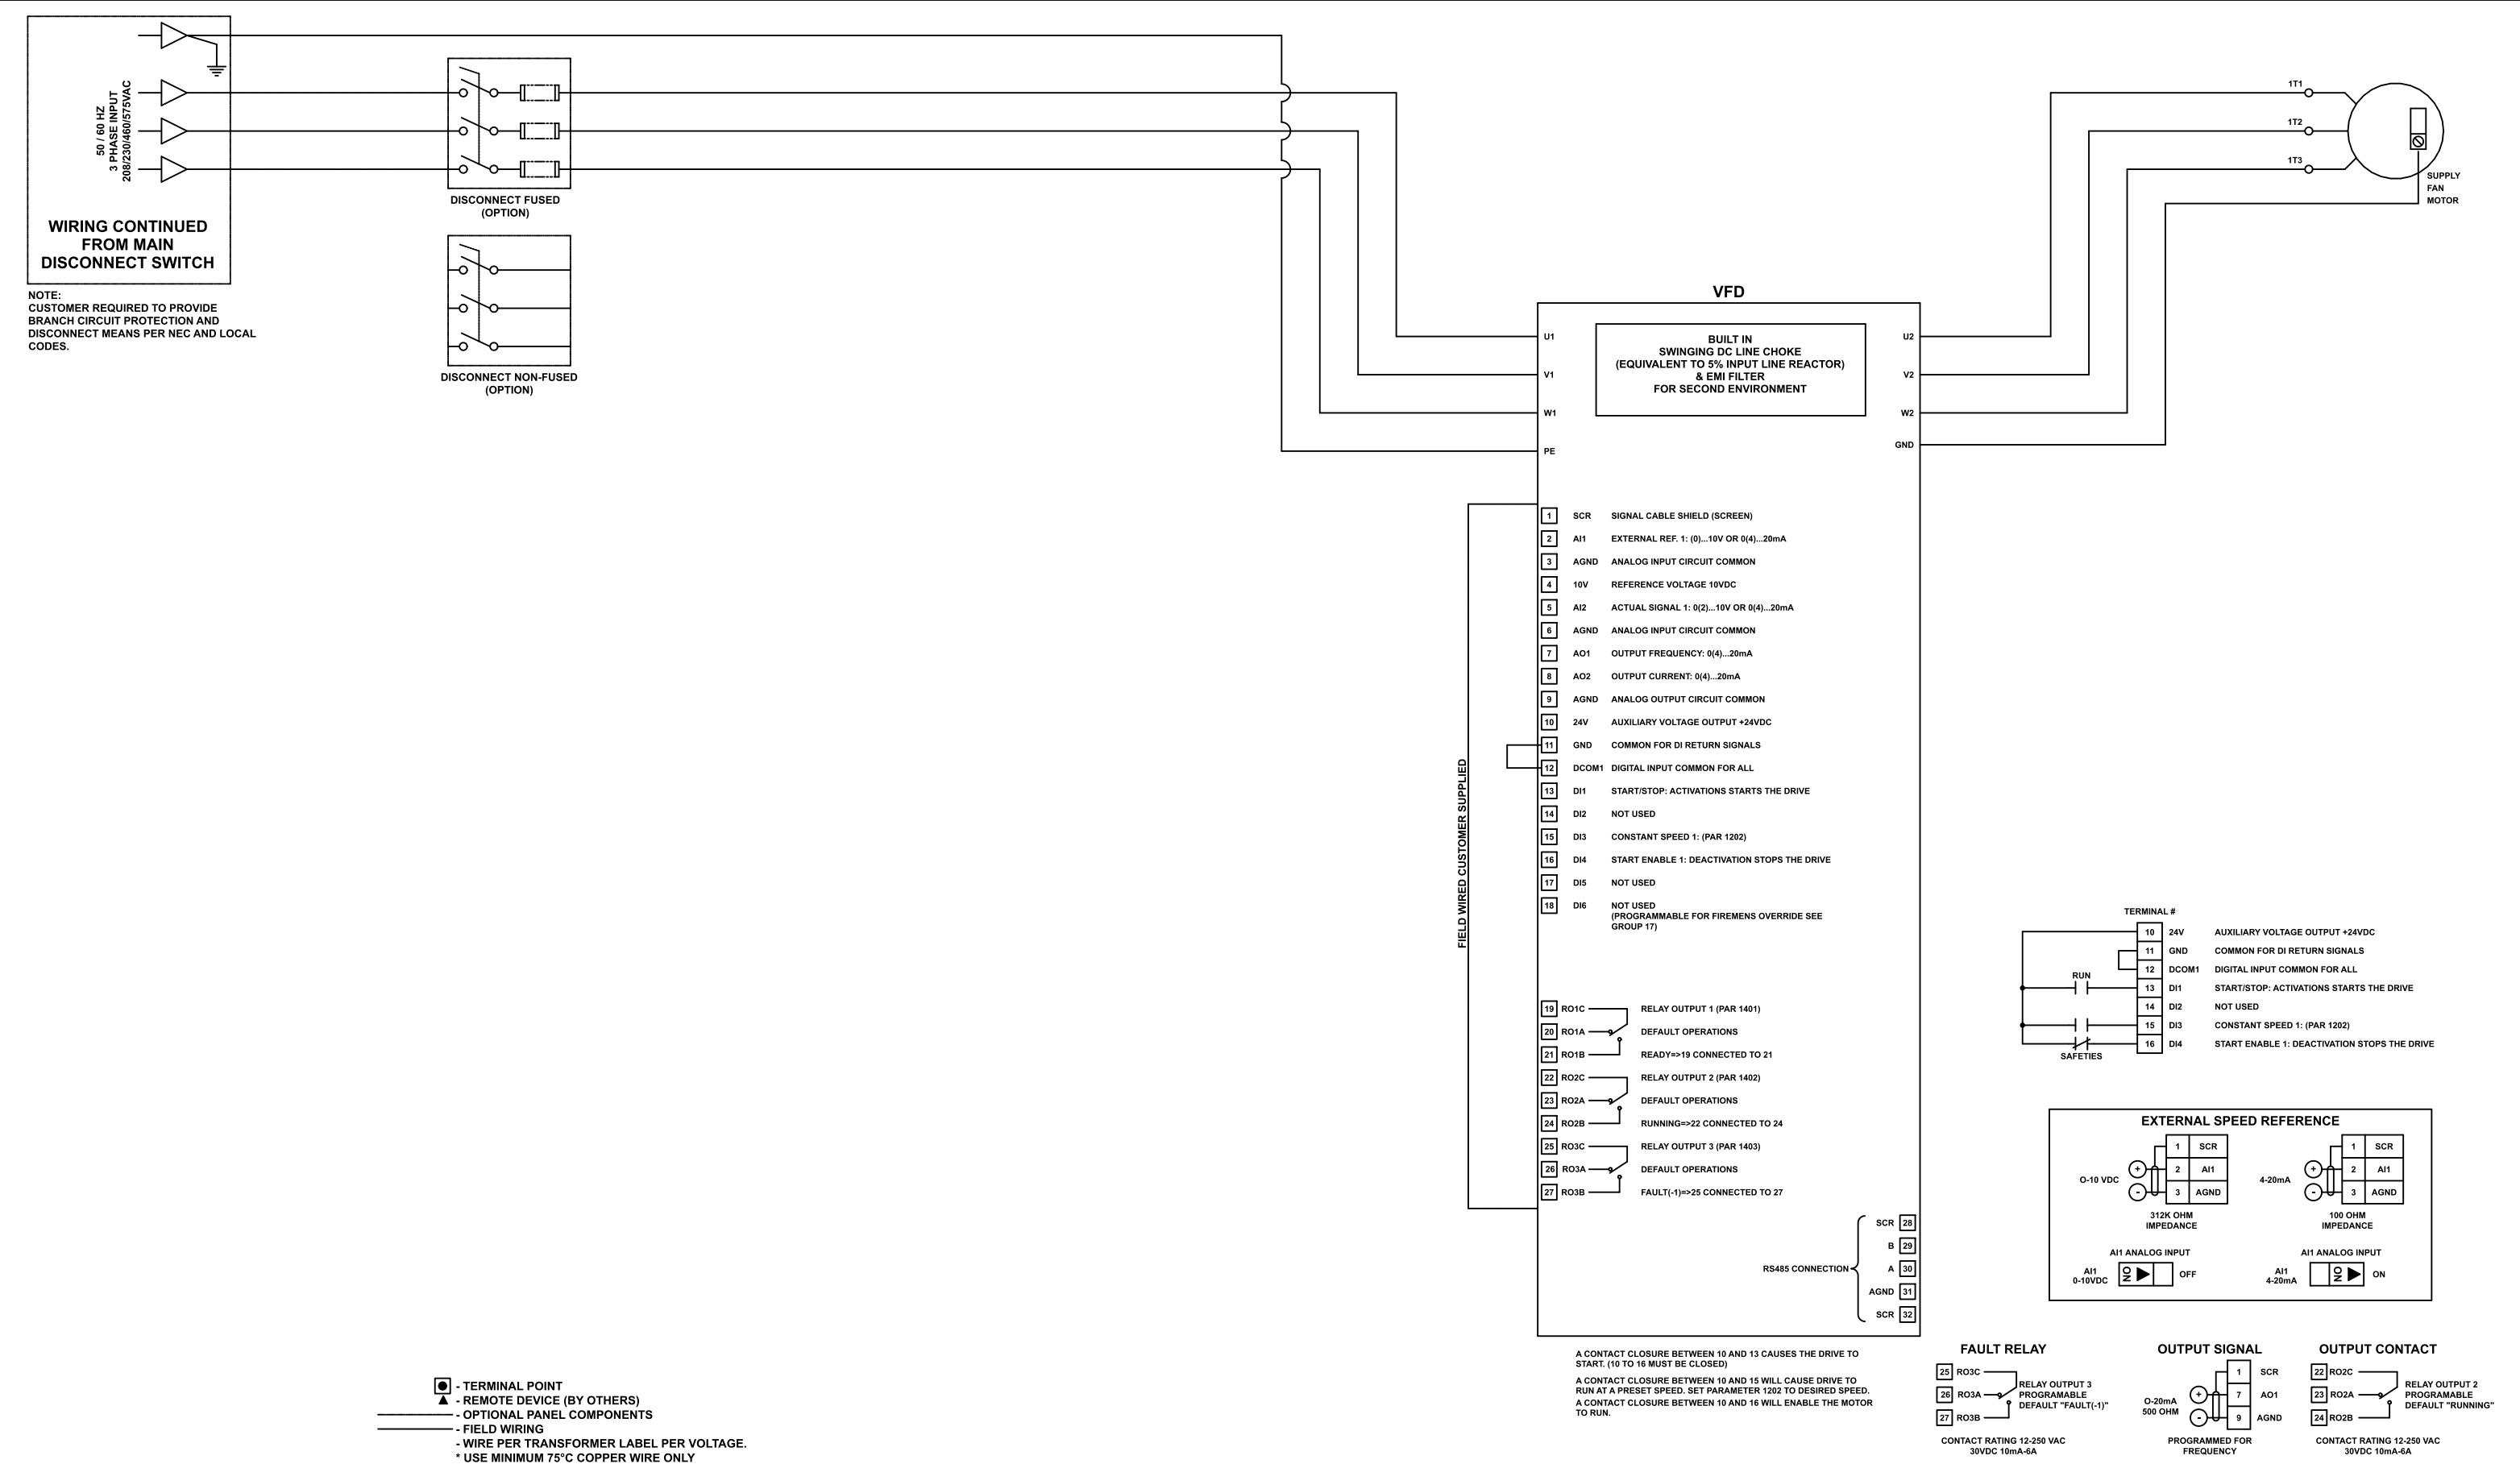 50 / 60 HZ
3 PHASE INPUT
208/230/460/575VAC
WIRING CONTINUED
FROM MAIN
DISCONNECT SWITCH
NOTE:
CUSTOMER REQUIRED TO PROVIDE
BRANCH CIRCUIT PROTECTION AND
DISCONNECT MEANS PER NEC AND LOCAL
CODES.
DISCONNECT FUSED
(OPTION)
DISCONNECT NON-FUSED
(OPTION)
1T1
1T2
1T3
SUPPLY
FAN
MOTOR
VFD
BUILT IN
SWINGING DC LINE CHOKE
(EQUIVALENT TO 5% INPUT LINE REACTOR)
& EMI FILTER
FOR SECOND ENVIRONMENT
U1
V1
W1
PE
U2
V2
W2
GND
FIELD WIRED CUSTOMER SUPPLIED
1 SCR SIGNAL CABLE SHIELD (SCREEN)
2 AI1 EXTERNAL REF. 1: (0)...10V OR 0(4)...20mA
3 AGND ANALOG INPUT CIRCUIT COMMON
4 10V REFERENCE VOLTAGE 10VDC
5 AI2 ACTUAL SIGNAL 1: 0(2)...10V OR 0(4)...20mA
6 AGND ANALOG INPUT CIRCUIT COMMON
7 AO1 OUTPUT FREQUENCY: 0(4)...20mA
8 AO2 OUTPUT CURRENT: 0(4)...20mA
9 AGND ANALOG OUTPUT CIRCUIT COMMON
10 24V AUXILIARY VOLTAGE OUTPUT +24VDC
11 GND COMMON FOR DI RETURN SIGNALS
12 DCOM1 DIGITAL INPUT COMMON FOR ALL
13 DI1 START/STOP: ACTIVATIONS STARTS THE DRIVE
14 DI2 NOT USED
15 DI3 CONSTANT SPEED 1: (PAR 1202)
16 DI4 START ENABLE 1: DEACTIVATION STOPS THE DRIVE
17 DI5 NOT USED
18 DI6 NOT USED
(PROGRAMMABLE FOR FIREMENS OVERRIDE SEE
GROUP 17)
19 RO1C RELAY OUTPUT 1 (PAR 1401)
20 RO1A DEFAULT OPERATIONS
21 RO1B READY=>19 CONNECTED TO 21
22 RO2C RELAY OUTPUT 2 (PAR 1402)
23 RO2A DEFAULT OPERATIONS
24 RO2B RUNNING=>22 CONNECTED TO 24
25 RO3C RELAY OUTPUT 3 (PAR 1403)
26 RO3A DEFAULT OPERATIONS
27 RO3B FAULT(-1)=>25 CONNECTED TO 27
RS485 CONNECTION
SCR 28
B 29
A 30
AGND 31
SCR 32
A CONTACT CLOSURE BETWEEN 10 AND 13 CAUSES THE DRIVE TO
START. (10 TO 16 MUST BE CLOSED)
A CONTACT CLOSURE BETWEEN 10 AND 15 WILL CAUSE DRIVE TO
RUN AT A PRESET SPEED. SET PARAMETER 1202 TO DESIRED SPEED.
A CONTACT CLOSURE BETWEEN 10 AND 16 WILL ENABLE THE MOTOR
TO RUN.
TERMINAL #
10 24V AUXILIARY VOLTAGE OUTPUT +24VDC
11 GND COMMON FOR DI RETURN SIGNALS
12 DCOM1 DIGITAL INPUT COMMON FOR ALL
RUN
13 DI1 START/STOP: ACTIVATIONS STARTS THE DRIVE
14 DI2 NOT USED
15 DI3 CONSTANT SPEED 1: (PAR 1202)
16 DI4 START ENABLE 1: DEACTIVATION STOPS THE DRIVE
SAFETIES
EXTERNAL SPEED REFERENCE
1 SCR
+ 2 AI1
O-10 VDC
- 3 AGND
312K OHM
IMPEDANCE
AI1 ANALOG INPUT
AI1
0-10VDC
ON
OFF
1 SCR
+ 2 AI1
4-20mA
- 3 AGND
100 OHM
IMPEDANCE
AI1 ANALOG INPUT
AI1
4-20mA
ON
ON
FAULT RELAY
25 RO3C
26 RO3A
27 RO3B
RELAY OUTPUT 3
PROGRAMABLE
DEFAULT "FAULT(-1)"
CONTACT RATING 12-250 VAC
30VDC 10mA-6A
OUTPUT SIGNAL
1 SCR
+ 7 AO1
O-20mA
500 OHM
- 9 AGND
PROGRAMMED FOR
FREQUENCY
OUTPUT CONTACT
22 RO2C
23 RO2A
24 RO2B
RELAY OUTPUT 2
PROGRAMABLE
DEFAULT "RUNNING"
CONTACT RATING 12-250 VAC
30VDC 10mA-6A
- TERMINAL POINT
- REMOTE DEVICE (BY OTHERS)
- OPTIONAL PANEL COMPONENTS
- FIELD WIRING
- WIRE PER TRANSFORMER LABEL PER VOLTAGE.
* USE MINIMUM 75°C COPPER WIRE ONLY